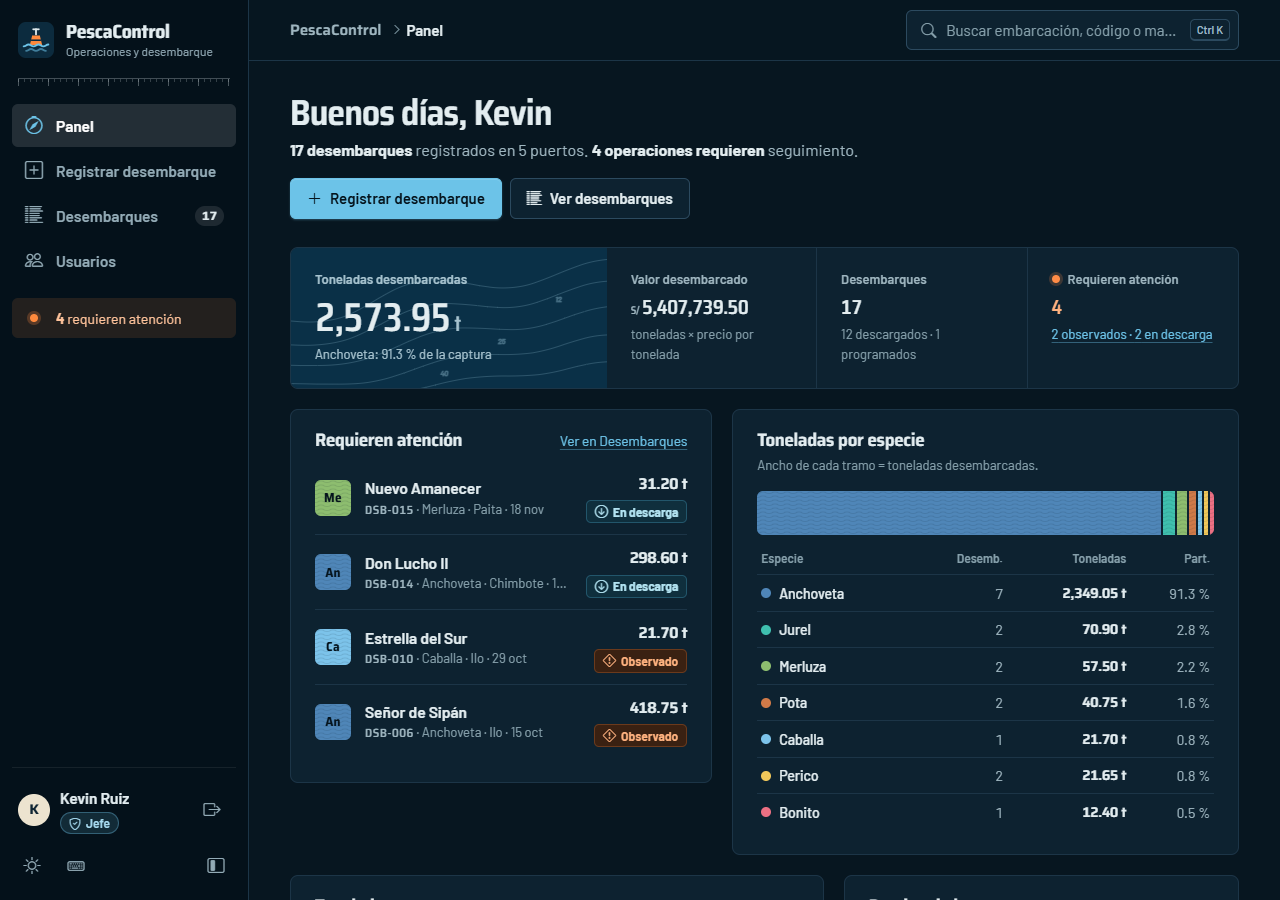 PescaControl
Operaciones y desembarque
Panel
Registrar desembarque
Desembarques 17
Usuarios
4 requieren atención
Kevin Ruiz
K
Jefe
PescaControl > Panel
Buscar embarcación, código o ma... Ctrl K
Buenos días, Kevin
17 desembarques registrados en 5 puertos. 4 operaciones requieren seguimiento.
+ Registrar desembarque
Ver desembarques
Toneladas desembarcadas
2,573.95 t
Anchoveta: 91.3 % de la captura
40
Valor desembarcado
S/ 5,407,739.50
toneladas × precio por
tonelada
Desembarques
17
12 descargados · 1
programados
Requieren atención
4
2 observados · 2 en descarga
Requieren atención Ver en Desembarques
Me
Nuevo Amanecer 31.20 t
DSB-015 · Merluza · Paita · 18 nov En descarga
An
Don Lucho II 298.60 t
DSB-014 · Anchoveta · Chimbote · 1... En descarga
Ca
Estrella del Sur 21.70 t
DSB-010 · Caballa · Ilo · 29 oct Observado
An
Señor de Sipán 418.75 t
DSB-006 · Anchoveta · Ilo · 15 oct Observado
Toneladas por especie
Ancho de cada tramo = toneladas desembarcadas.
Especie Desemb. Toneladas Part.
Anchoveta 7 2,349.05 t 91.3 %
Jurel 2 70.90 t 2.8 %
Merluza 2 57.50 t 2.2 %
Pota 2 40.75 t 1.6 %
Caballa 1 21.70 t 0.8 %
Perico 2 21.65 t 0.8 %
Bonito 1 12.40 t 0.5 %